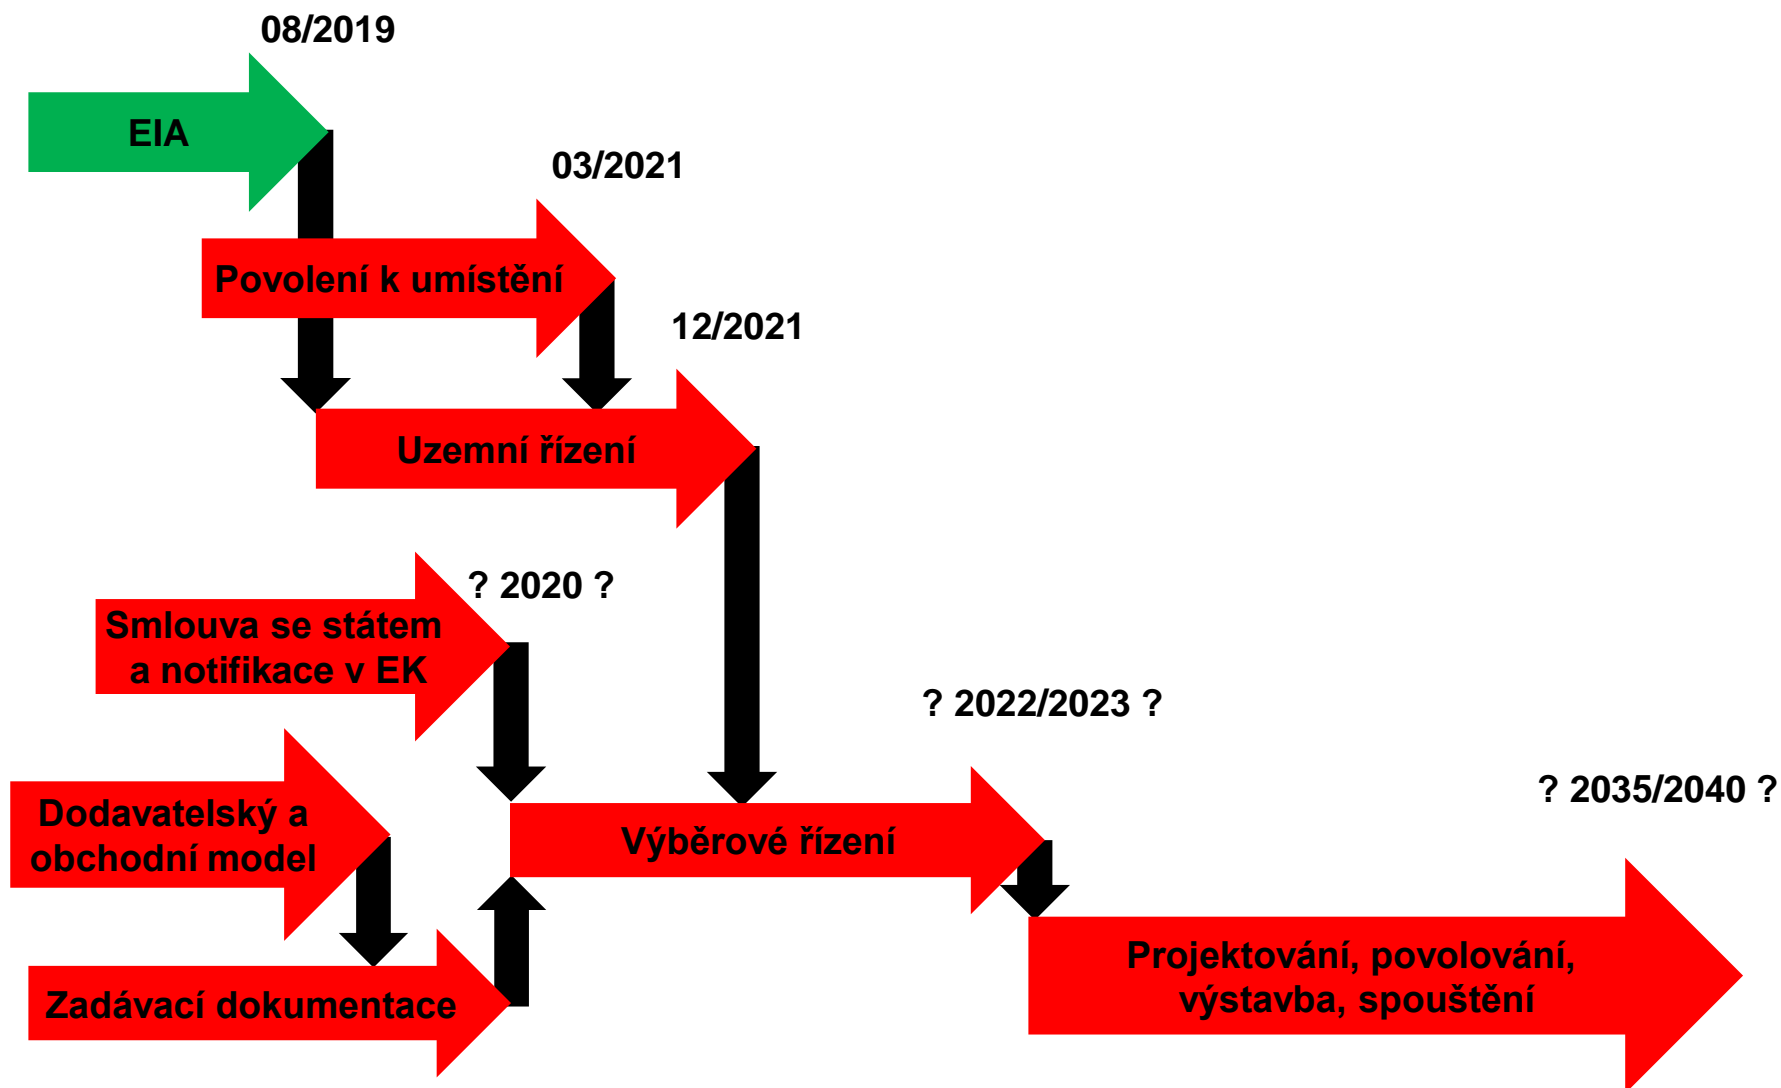 08/2019
EIA
03/2021
Povolení k umístění
12/2021
Uzemní řízení
? 2020 ?
Smlouva se státem
a notifikace v EK
? 2022/2023 ?
? 2035/2040 ?
Dodavatelský a
obchodní model
Výběrové řízení
Projektování, povolování,
výstavba, spouštění
Zadávací dokumentace